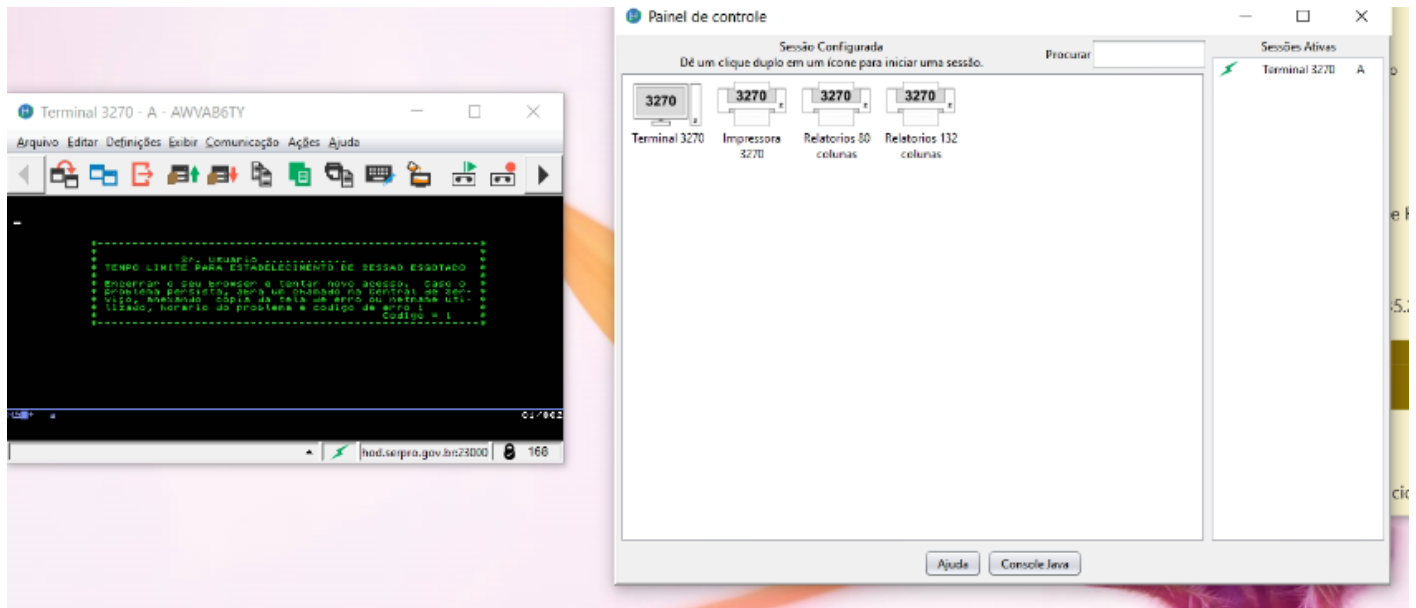 Terminal 3270 - A - AWVAB6TY
Arquivo Editar Definições Exibir Comunicação Ações Ajuda
Sr. Usuario ............
TEMPO LIMITE PARA ESTABELECIMENTO DE SESSAO ESGOTADO
Encerrar o seu browser e tentar novo acesso. Caso o
problema persista, abra um chamado na Central de Ser-
viço, anexando copia da tela de erro ou netname uti-
lizado, horario do problema e codigo de erro 1
Codigo = 1
01/002
hod.serpro.gov.br:23000
168
Painel de controle
Sessão Configurada
Dê um clique duplo em um ícone para iniciar uma sessão.
Procurar
3270
Terminal 3270
3270
Impressora
3270
3270
Relatorios 80
colunas
3270
Relatorios 132
colunas
Sessões Ativas
Terminal 3270 A
Ajuda
Console Java